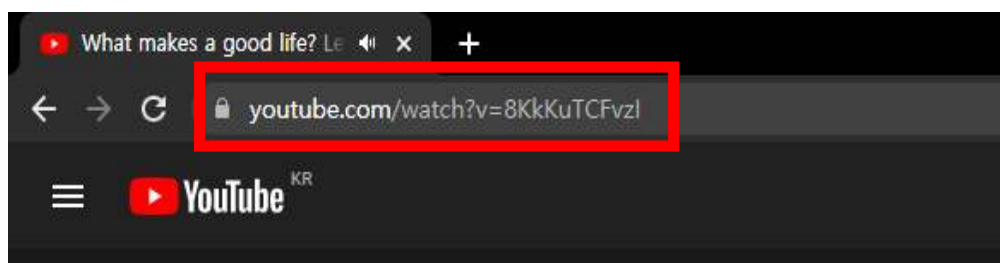 What makes a good life? Le
youtube.com/watch?v=8KkKuTCFvzI
YouTube KR